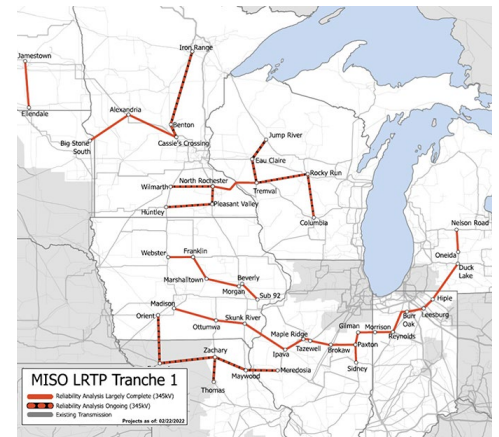 Iron Range
Jamestown
Ellendale
Alexandria
Benton
Big Stone
South
Cassie's Crossing
Jump River
Eau Claire
Rocky Run
North Rochester
Wilmarth
Tremval
Huntley
Pleasant Valley
Columbia
Nelson Road
Oneida
Webster
Franklin
Duck
Lake
Marshalltown
Beverly
Morgan
Sub 92
Hiple
Madison
Orient
Skunk River
Ottumwa
Maple Ridge
Gilman
Morrison
Burr
Oak
Leesburg
Reynolds
Ipava
Tazewell
Brokaw
Paxton
Sidney
Zachary
Thomas
Maywood
Meredosia
MISO LRTP Tranche 1
Reliability Analysis Largely Complete (345kV)
Reliability Analysis Ongoing (345kV)
Existing Transmission
Projects as of: 02/22/2022